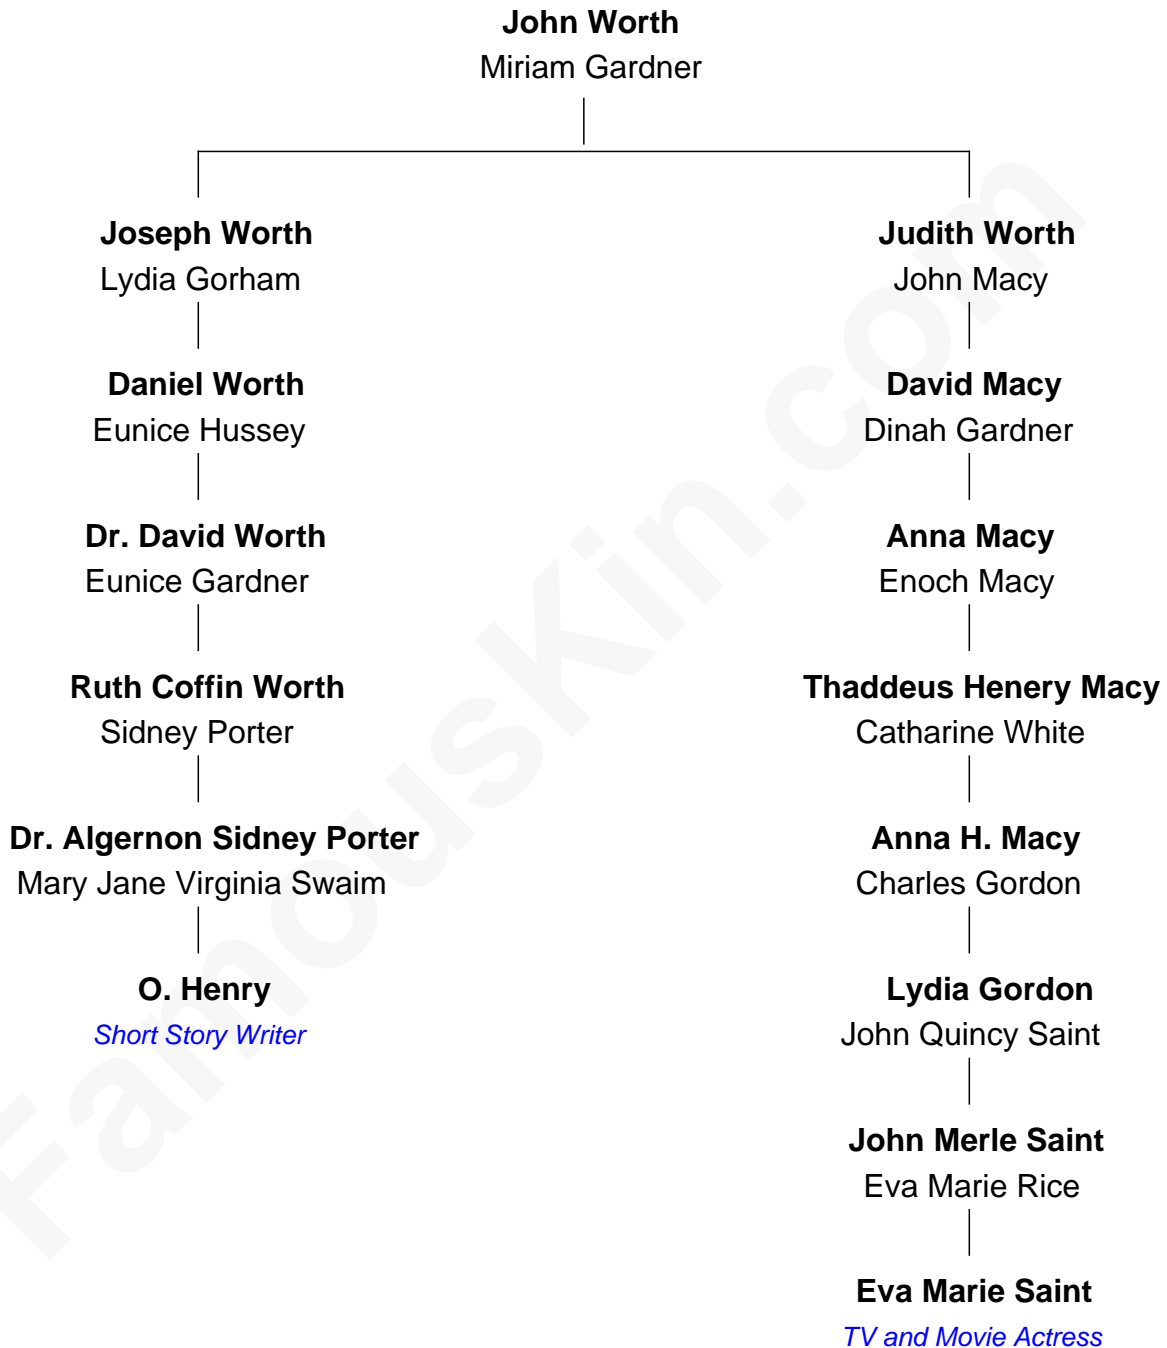 John Worth
Miriam Gardner
Joseph Worth
Lydia Gorham
Daniel Worth
Eunice Hussey
Dr. David Worth
Eunice Gardner
Ruth Coffin Worth
Sidney Porter
Dr. Algernon Sidney Porter
Mary Jane Virginia Swaim
O. Henry
Short Story Writer
Judith Worth
John Macy
David Macy
Dinah Gardner
Anna Macy
Enoch Macy
Thaddeus Henery Macy
Catharine White
Anna H. Macy
Charles Gordon
Lydia Gordon
John Quincy Saint
John Merle Saint
Eva Marie Rice
Eva Marie Saint
TV and Movie Actress
FamousKin.com